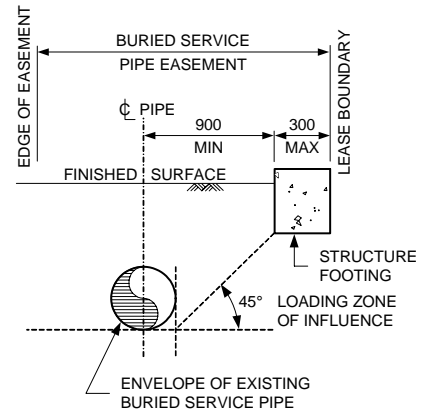 BURIED SERVICE
PIPE EASEMENT
EDGE OF EASEMENT
LEASE BOUNDARY
℄ PIPE
900
MIN
300
MAX
FINISHED SURFACE
STRUCTURE
FOOTING
45°
LOADING ZONE
OF INFLUENCE
ENVELOPE OF EXISTING
BURIED SERVICE PIPE